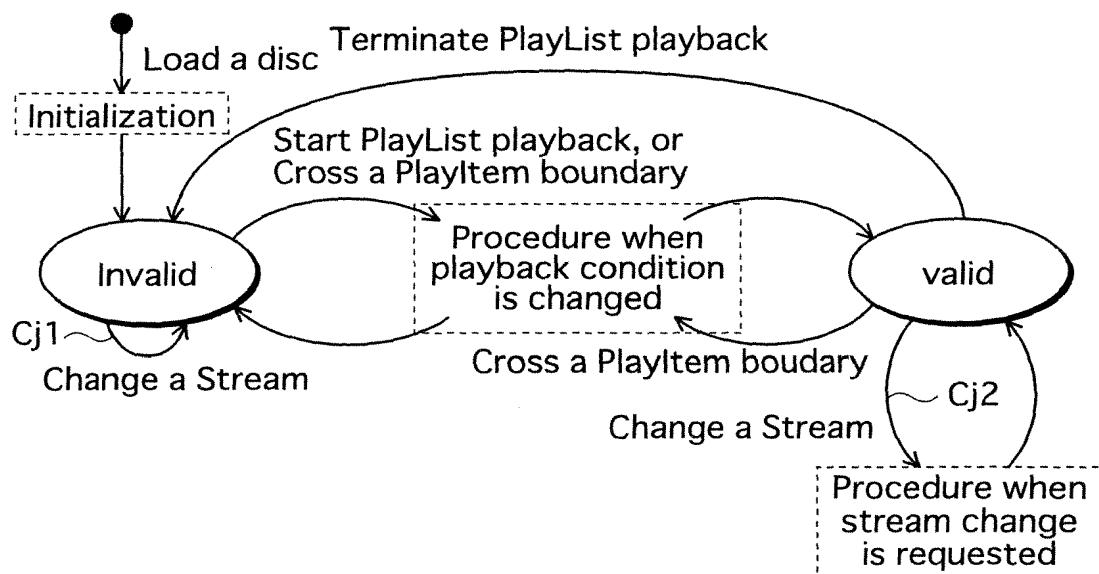 Terminate PlayList playback
Load a disc
Initialization
Start PlayList playback, or
Cross a PlayItem boundary
Procedure when
playback condition
is changed
Invalid
valid
Cj1
Change a Stream
Cross a PlayItem boudary
Cj2
Change a Stream
Procedure when
stream change
is requested